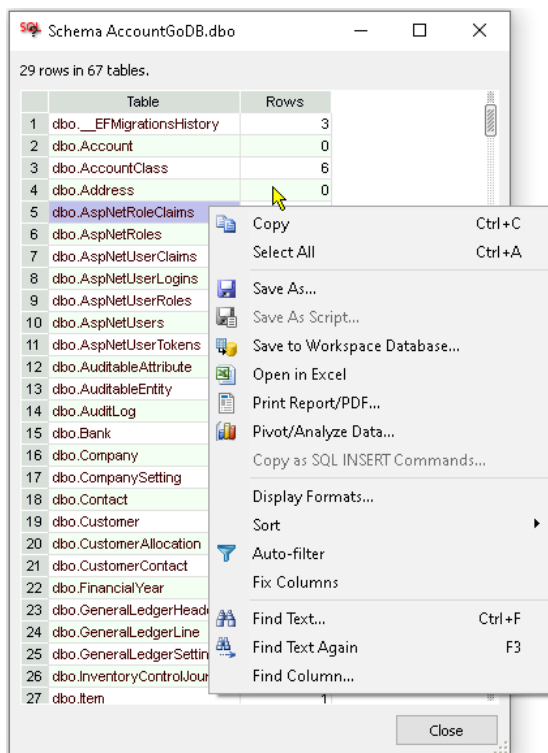 SQL Schema AccountGoDB.dbo
29 rows in 67 tables.
Table Rows
1 dbo.__EFMigrationsHistory 3
2 dbo.Account 0
3 dbo.AccountClass 6
4 dbo.Address 0
5 dbo.AspNetRoleClaims
6 dbo.AspNetRoles
7 dbo.AspNetUserClaims
8 dbo.AspNetUserLogins
9 dbo.AspNetUserRoles
10 dbo.AspNetUsers
11 dbo.AspNetUserTokens
12 dbo.AuditableAttribute
13 dbo.AuditableEntity
14 dbo.AuditLog
15 dbo.Bank
16 dbo.Company
17 dbo.CompanySetting
18 dbo.Contact
19 dbo.Customer
20 dbo.CustomerAllocation
21 dbo.CustomerContact
22 dbo.FinancialYear
23 dbo.GeneralLedgerHead
24 dbo.GeneralLedgerLine
25 dbo.GeneralLedgerSettin
26 dbo.InventoryControlJour
27 dbo.Item 1
Copy Ctrl+C
Select All Ctrl+A
Save As...
Save As Script...
Save to Workspace Database...
Open in Excel
Print Report/PDF...
Pivot/Analyze Data...
Copy as SQL INSERT Commands...
Display Formats...
Sort
Auto-filter
Fix Columns
Find Text... Ctrl+F
Find Text Again F3
Find Column...
Close